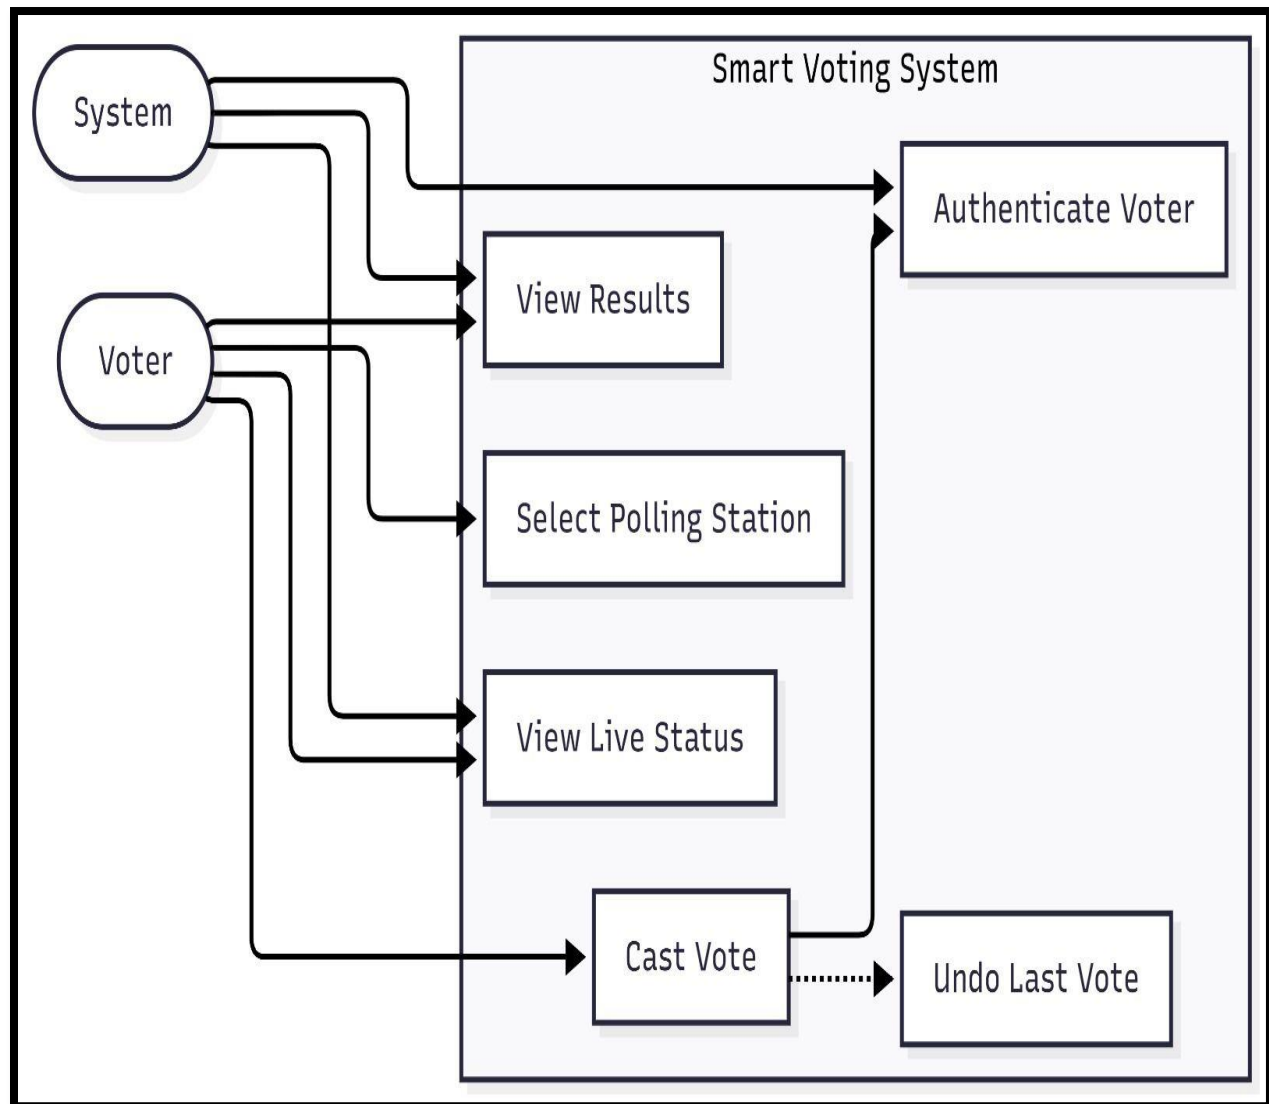 Smart Voting System
System
Authenticate Voter
View Results
Voter
Select Polling Station
View Live Status
Cast Vote
Undo Last Vote